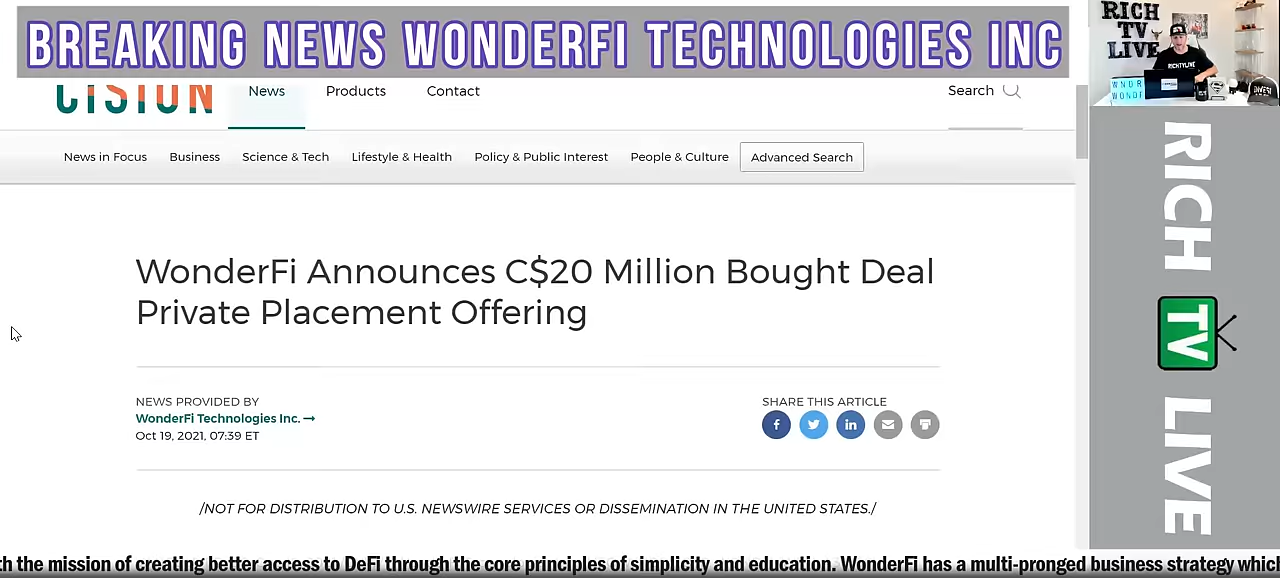 BREAKING NEWS WONDERFI TECHNOLOGIES INC
RICH
TV
LIVE
RICHTVLIVE
CISION
News Products Contact
Search
News in Focus Business Science & Tech Lifestyle & Health Policy & Public Interest People & Culture Advanced Search
WonderFi Announces C$20 Million Bought Deal
Private Placement Offering
NEWS PROVIDED BY
WonderFi Technologies Inc.
Oct 19, 2021, 07:39 ET
SHARE THIS ARTICLE
/NOT FOR DISTRIBUTION TO U.S. NEWSWIRE SERVICES OR DISSEMINATION IN THE UNITED STATES./
RICH
TV
LIVE
the mission of creating better access to DeFi through the core principles of simplicity and education. WonderFi has a multi-pronged business strategy